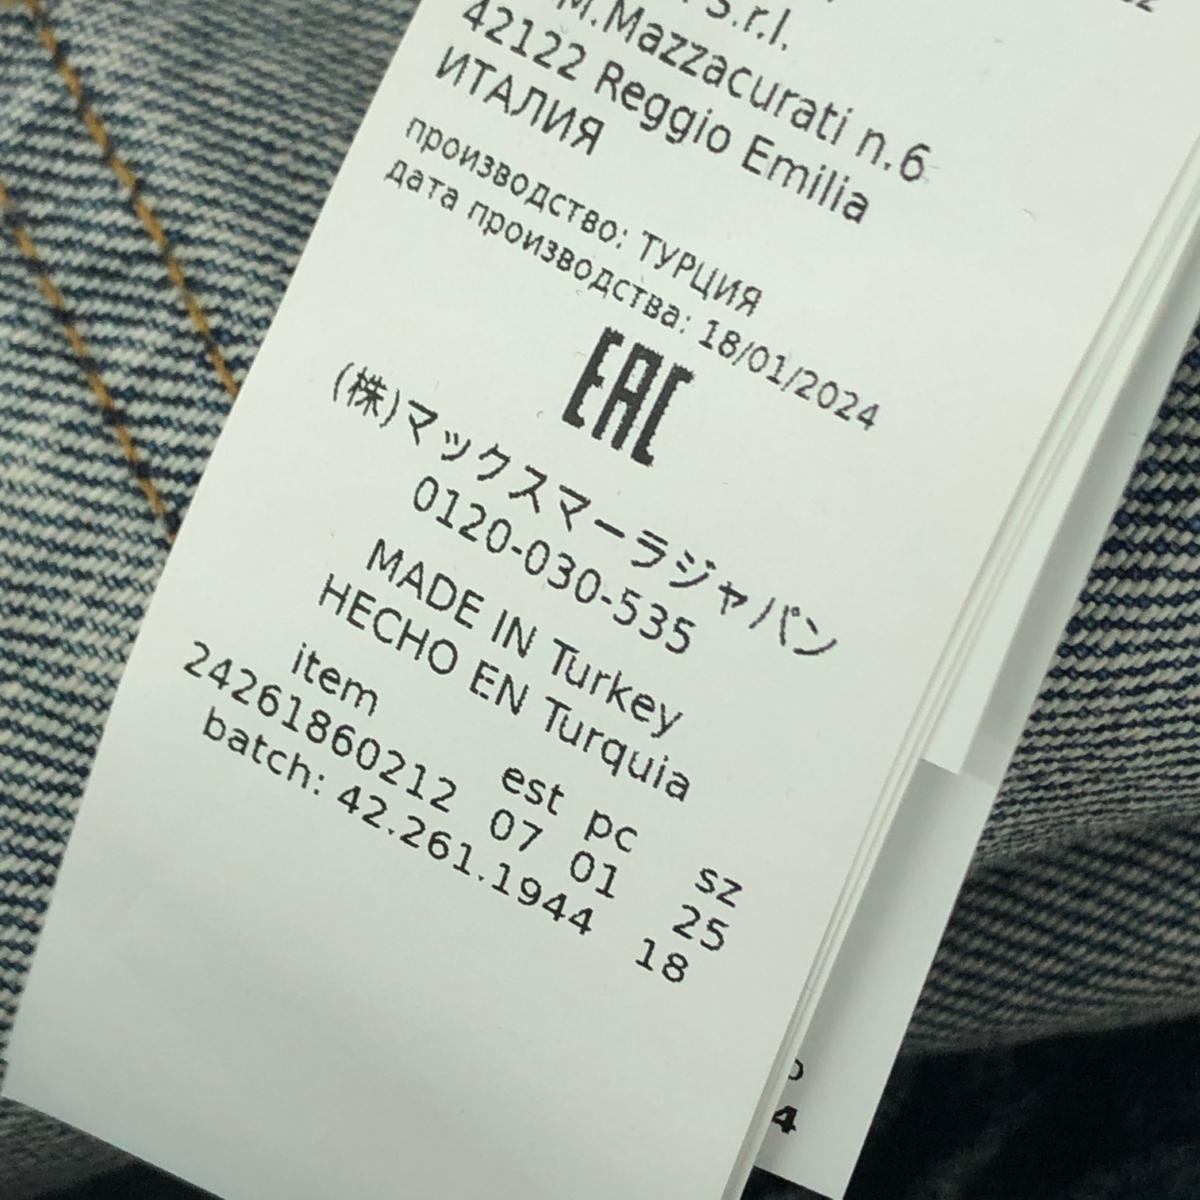 S.r.l.
M.Mazzacurati n.6
42122 Reggio Emilia
ИТАЛИЯ
производство: ТУРЦИЯ
дата производства: 18/01/2024
EAC
(株)マックスマーラジャパン
0120-030-535
MADE IN Turkey
HECHO EN Turquia
item est pc sz
24261860212 07 01 25
batch: 42.261.1944 18
4